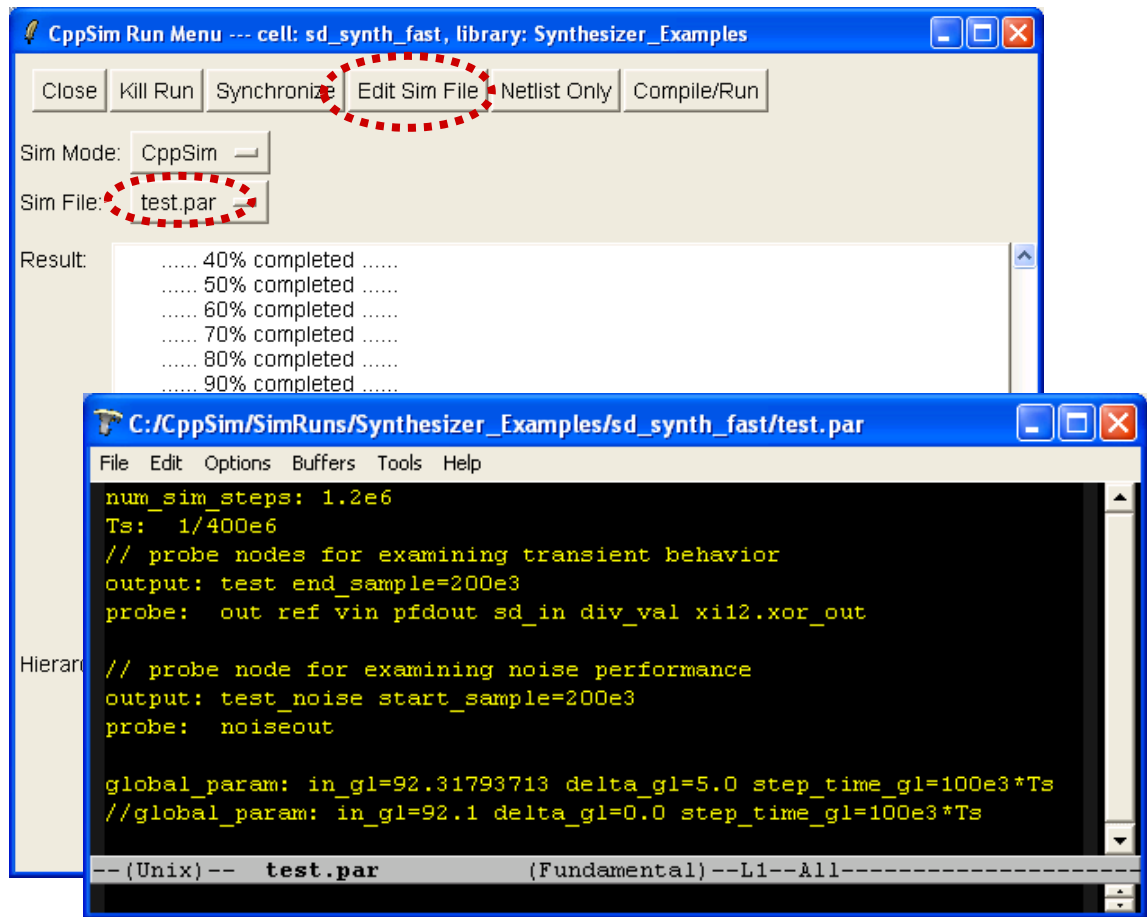 CppSim Run Menu --- cell: sd_synth_fast, library: Synthesizer_Examples
Close Kill Run Synchronize Edit Sim File Netlist Only Compile/Run
Sim Mode: CppSim
Sim File: test.par
Result:
...... 40% completed ......
...... 50% completed ......
...... 60% completed ......
...... 70% completed ......
...... 80% completed ......
...... 90% completed ......
Hierarc
C:/CppSim/SimRuns/Synthesizer_Examples/sd_synth_fast/test.par
File Edit Options Buffers Tools Help
num_sim_steps: 1.2e6
Ts: 1/400e6
// probe nodes for examining transient behavior
output: test end_sample=200e3
probe: out ref vin pfdout sd_in div_val xi12.xor_out
// probe node for examining noise performance
output: test_noise start_sample=200e3
probe: noiseout
global_param: in_gl=92.31793713 delta_gl=5.0 step_time_gl=100e3*Ts
//global_param: in_gl=92.1 delta_gl=0.0 step_time_gl=100e3*Ts
--(Unix)-- test.par (Fundamental)--L1--All----------------------